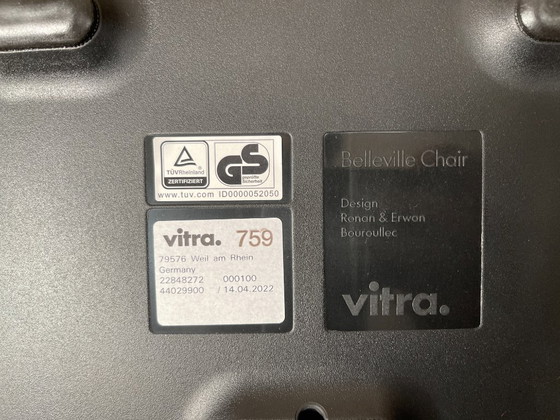 TÜVRheinland
ZERTIFIZIERT
GS
geprüfte
Sicherheit
www.tuv.com ID0000052050
vitra. 759
79576 Weil am Rhein
Germany
22848272 000100
44029900 / 14.04.2022
Belleville Chair
Design
Ronan & Erwan
Bouroullec
vitra.